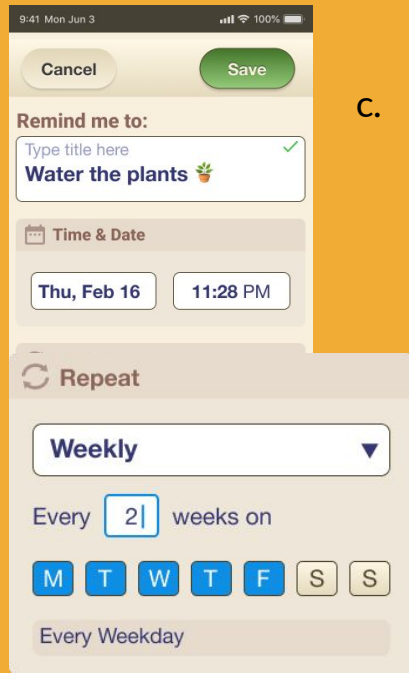 9:41 Mon Jun 3 100%
Cancel Save
c.
Remind me to:
Type title here
Water the plants 🪴
Time & Date
Thu, Feb 16 11:28 PM
Repeat
Weekly
Every 2 weeks on
M T W T F S S
Every Weekday